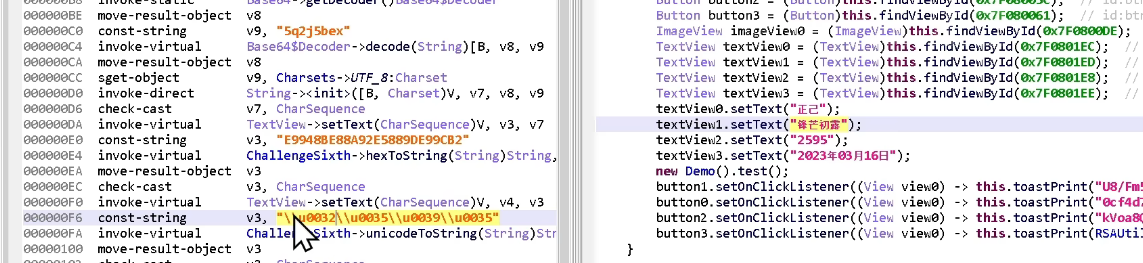 invoke-static Base64->getDecoder()Base64$Decoder
000000BE move-result-object v8
000000C0 const-string v9, "5q2j5bex"
000000C4 invoke-virtual Base64$Decoder->decode(String)[B, v8, v9
000000CA move-result-object v8
000000CC sget-object v9, Charsets->UTF_8:Charset
000000D0 invoke-direct String-><init>([B, Charset)V, v7, v8, v9
000000D6 check-cast v7, CharSequence
000000DA invoke-virtual TextView->setText(CharSequence)V, v3, v7
000000E0 const-string v3, "E9948BE88A92E5889DE99CB2"
000000E4 invoke-virtual ChallengeSixth->hexToString(String)String,
000000EA move-result-object v3
000000EC check-cast v3, CharSequence
000000F0 invoke-virtual TextView->setText(CharSequence)V, v4, v3
000000F6 const-string v3, "\\u0032\\u0035\\u0039\\u0035"
000000FA invoke-virtual ChallengeSixth->unicodeToString(String)Str
00000100 move-result-object v3
check-cast v3, CharSequence
Button button2 = (Button)this.findViewById(0x7F08005C); // id:btn
Button button3 = (Button)this.findViewById(0x7F080061); // id:btn
ImageView imageView0 = (ImageView)this.findViewById(0x7F0800DE);
TextView textView0 = (TextView)this.findViewById(0x7F0801EC); //
TextView textView1 = (TextView)this.findViewById(0x7F0801ED); //
TextView textView2 = (TextView)this.findViewById(0x7F0801E8); //
TextView textView3 = (TextView)this.findViewById(0x7F0801EE); //
textView0.setText("正己");
textView1.setText("锋芒初露");
textView2.setText("2595");
textView3.setText("2023年03月16日");
new Demo().test();
button1.setOnClickListener((View view0) -> this.toastPrint("U8/Fm5
button0.setOnClickListener((View view0) -> this.toastPrint("0cf4d7
button2.setOnClickListener((View view0) -> this.toastPrint("kVoa8Q
button3.setOnClickListener((View view0) -> this.toastPrint(RSAUtil
}